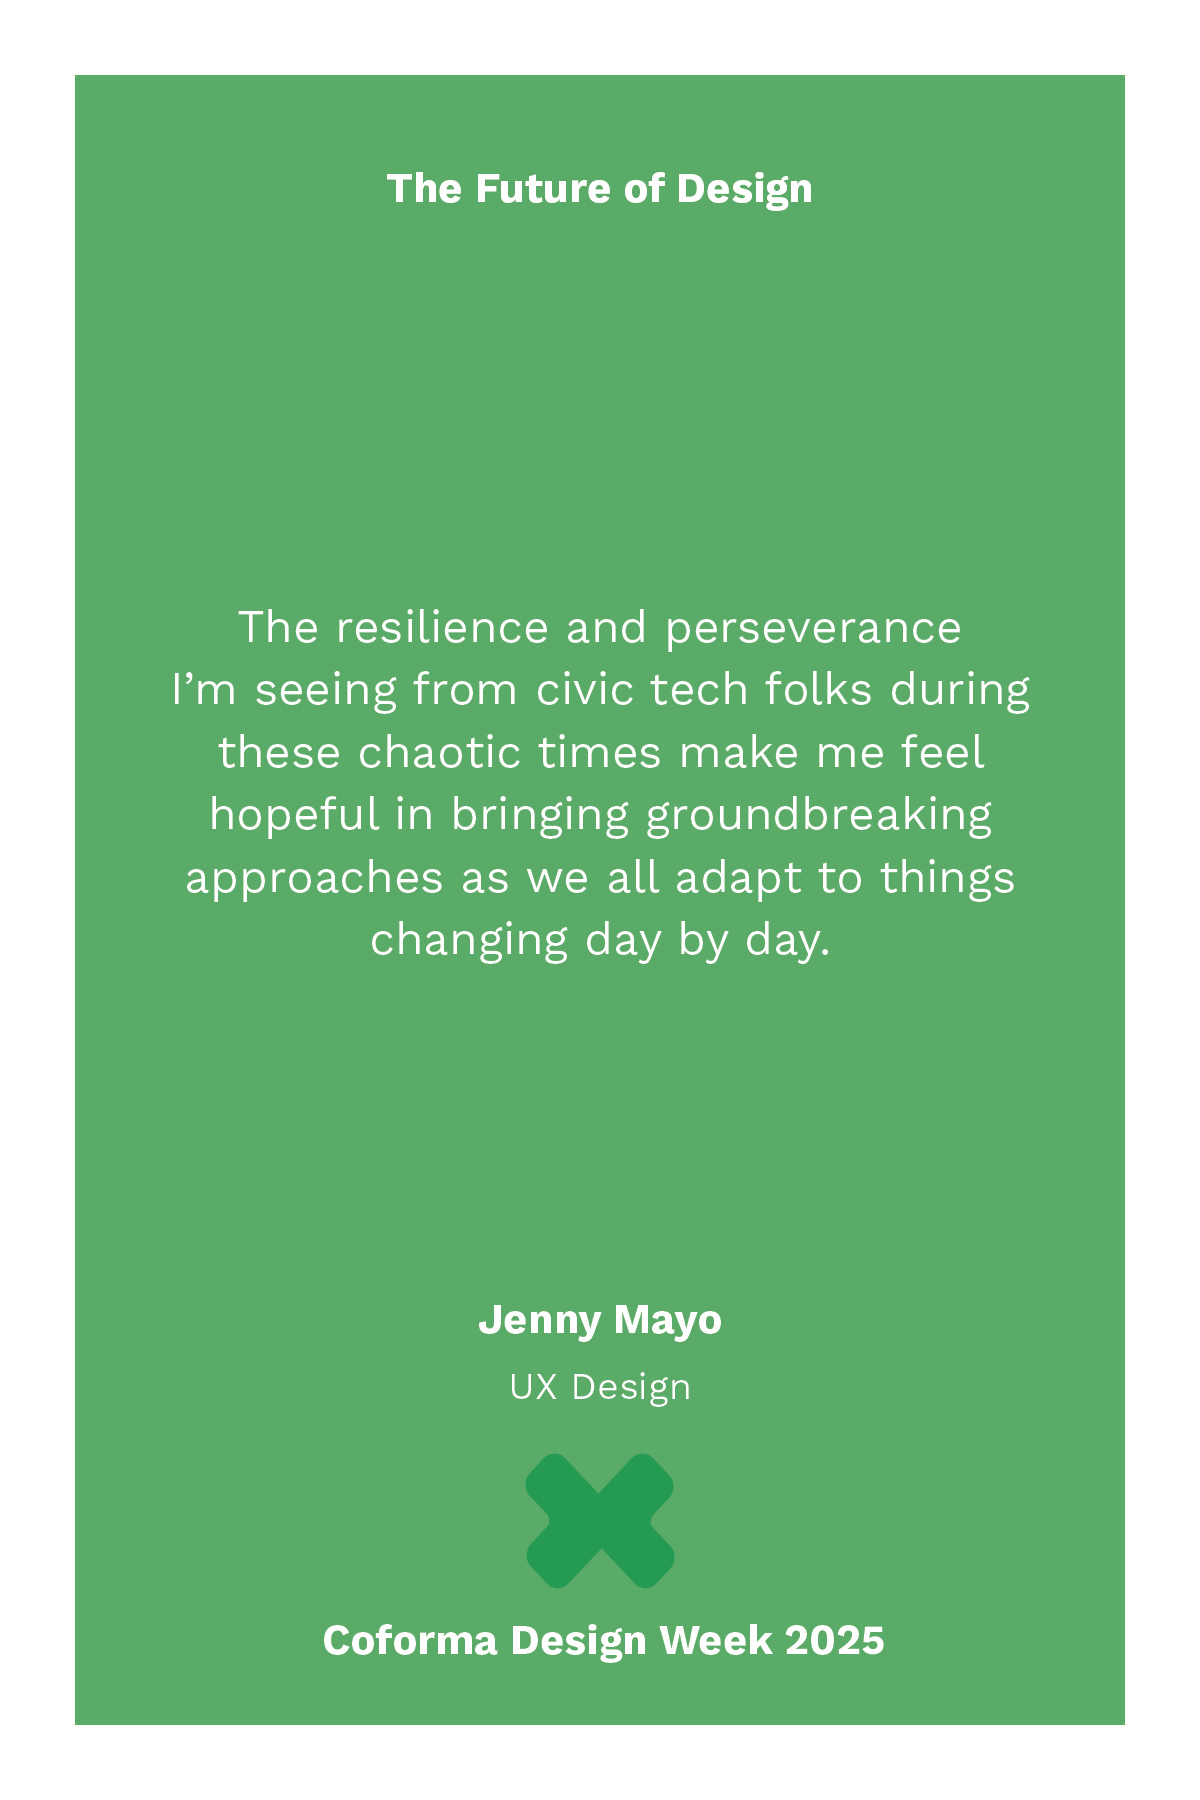 The Future of Design
The resilience and perseverance
I’m seeing from civic tech folks during
these chaotic times make me feel
hopeful in bringing groundbreaking
approaches as we all adapt to things
changing day by day.
Jenny Mayo
UX Design
Coforma Design Week 2025